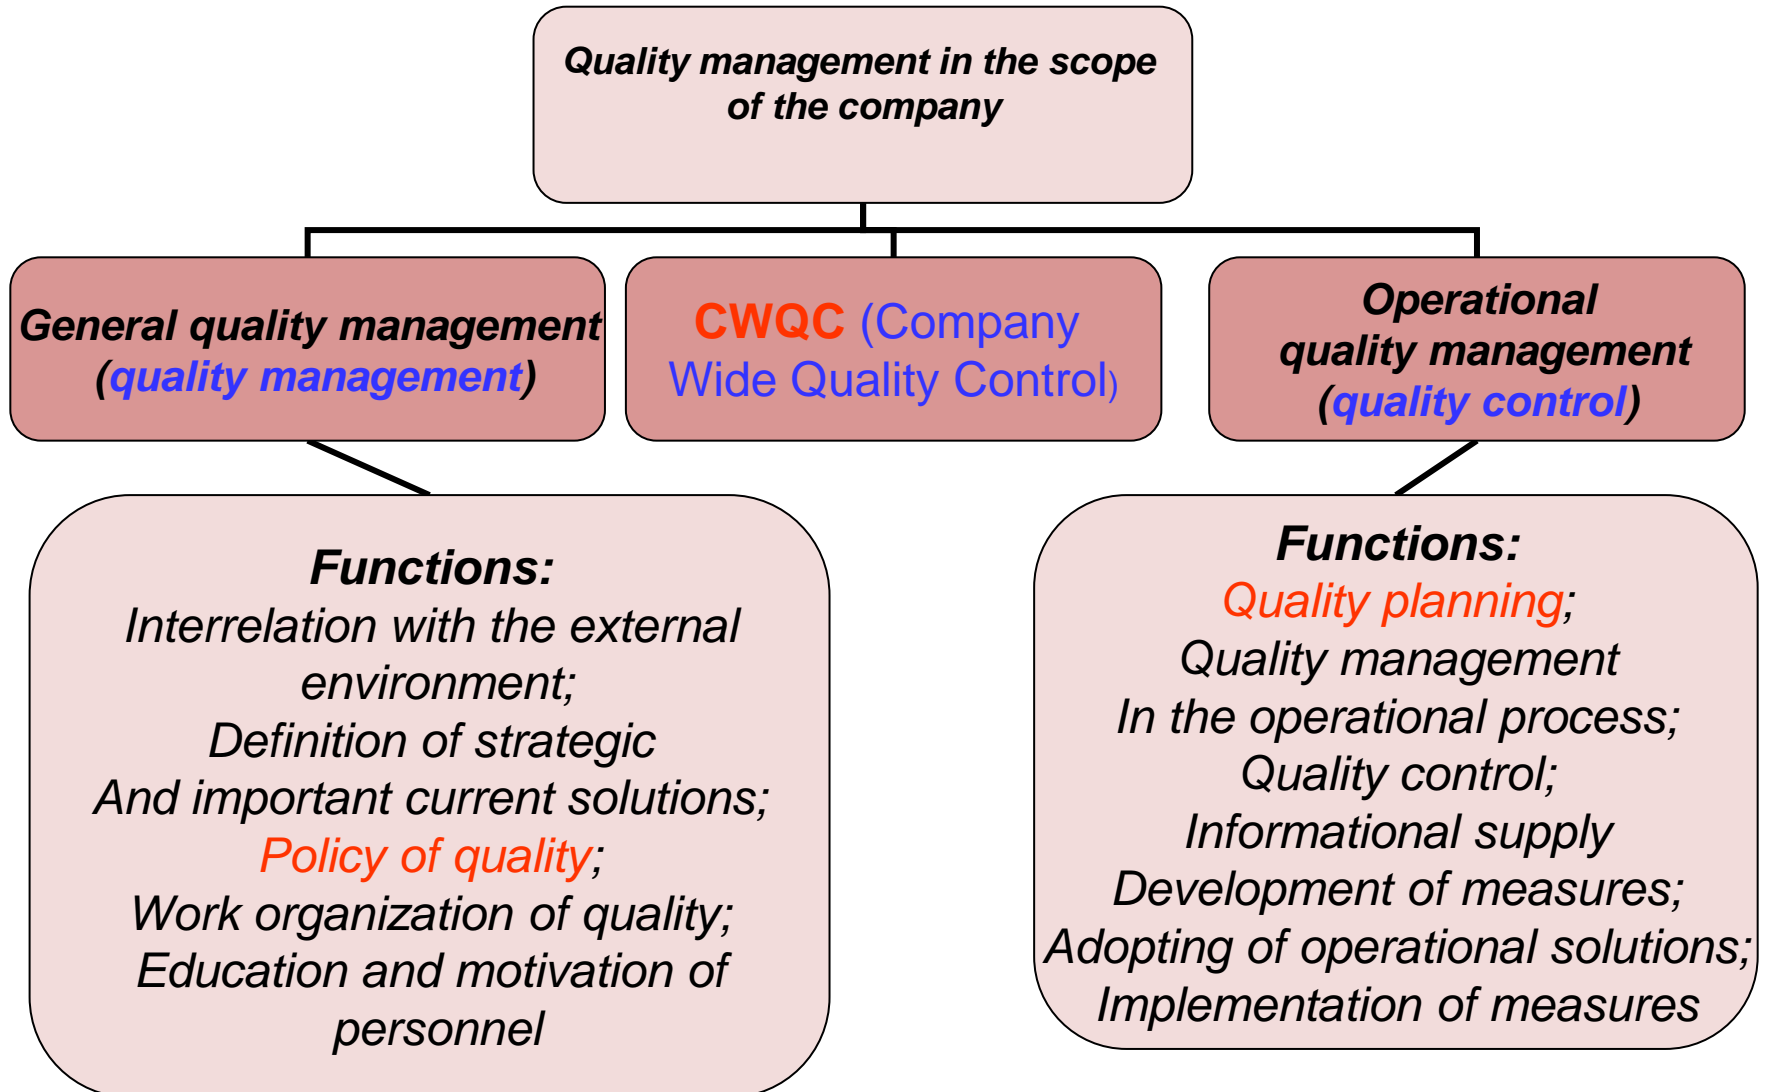 Quality management in the scope
of the company
General quality management
(quality management)
CWQC (Company
Wide Quality Control)
Operational
quality management
(quality control)
Functions:
Interrelation with the external
environment;
Definition of strategic
And important current solutions;
Policy of quality;
Work organization of quality;
Education and motivation of
personnel
Functions:
Quality planning;
Quality management
In the operational process;
Quality control;
Informational supply
Development of measures;
Adopting of operational solutions;
Implementation of measures